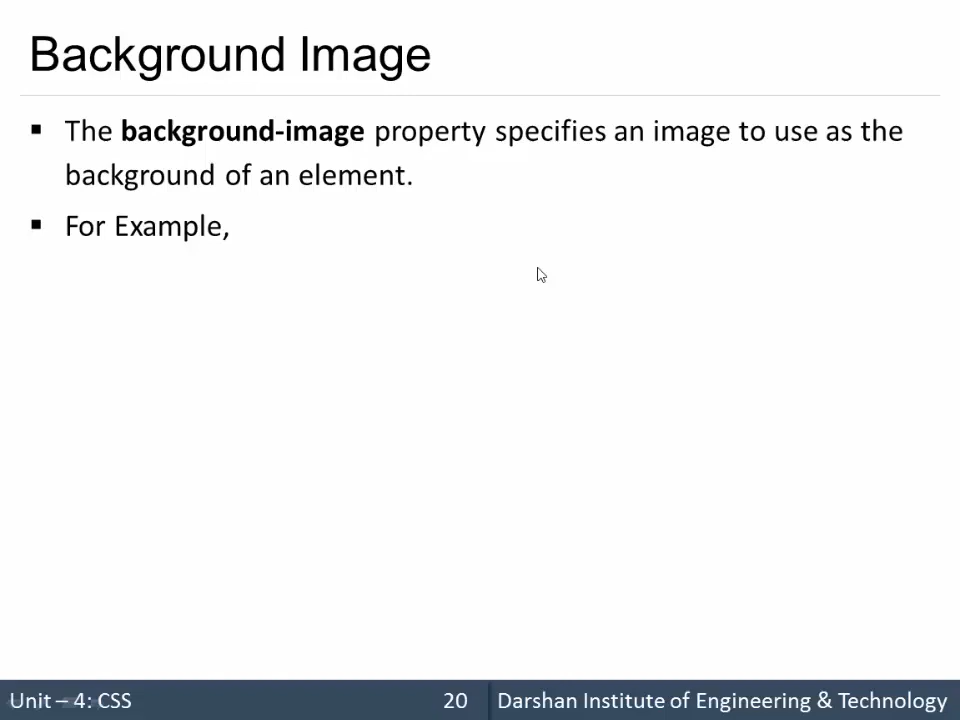 Background Image
▪ The background-image property specifies an image to use as the
background of an element.
▪ For Example,
Unit – 4: CSS 20 Darshan Institute of Engineering & Technology